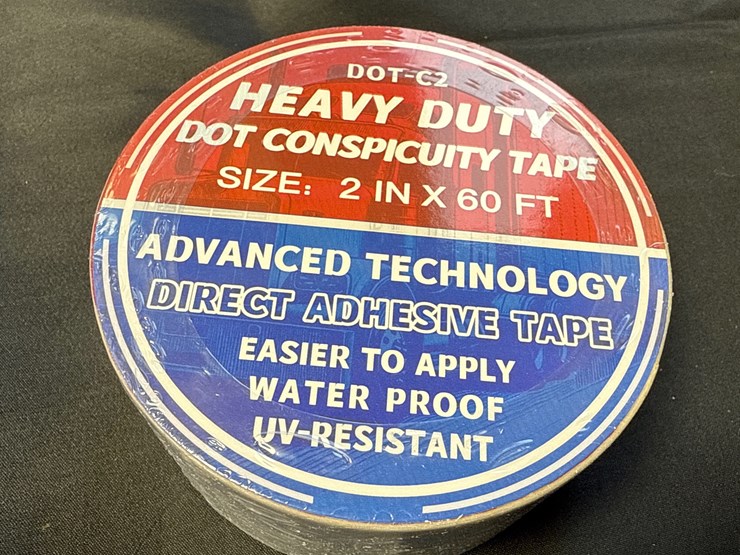 DOT-C2
HEAVY DUTY
DOT CONSPICUITY TAPE
SIZE: 2 IN X 60 FT
ADVANCED TECHNOLOGY
DIRECT ADHESIVE TAPE
EASIER TO APPLY
WATER PROOF
UV-RESISTANT